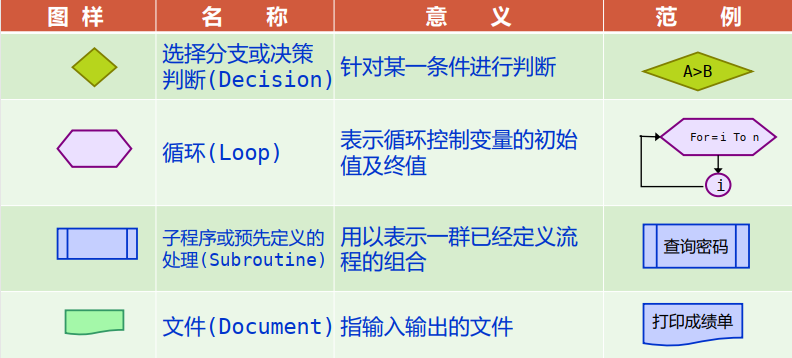 图 样
名 称
意 义
范 例
选择分支或决策
判断(Decision)
针对某一条件进行判断
A>B
循环(Loop)
表示循环控制变量的初始
值及终值
For=i To n
i
子程序或预先定义的
处理(Subroutine)
用以表示一群已经定义流
程的组合
查询密码
文件(Document)
指输入输出的文件
打印成绩单